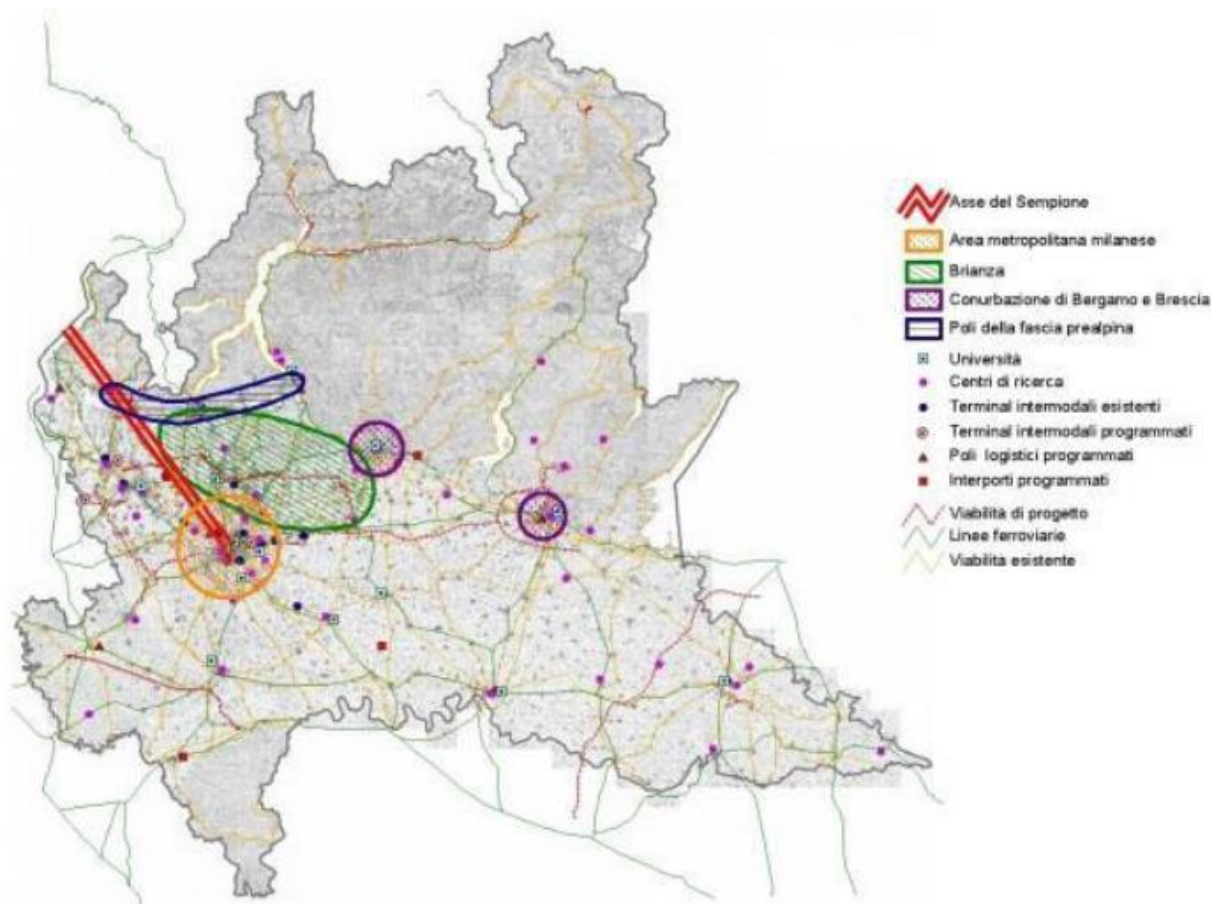 Asse del Sempione
Area metropolitana milanese
Brianza
Conurbazione di Bergamo e Brescia
Poli della fascia prealpina
Università
Centri di ricerca
Terminal intermodali esistenti
Terminal intermodali programmati
Poli logistici programmati
Interporti programmati
Viabilità di progetto
Linee ferroviarie
Viabilità esistente